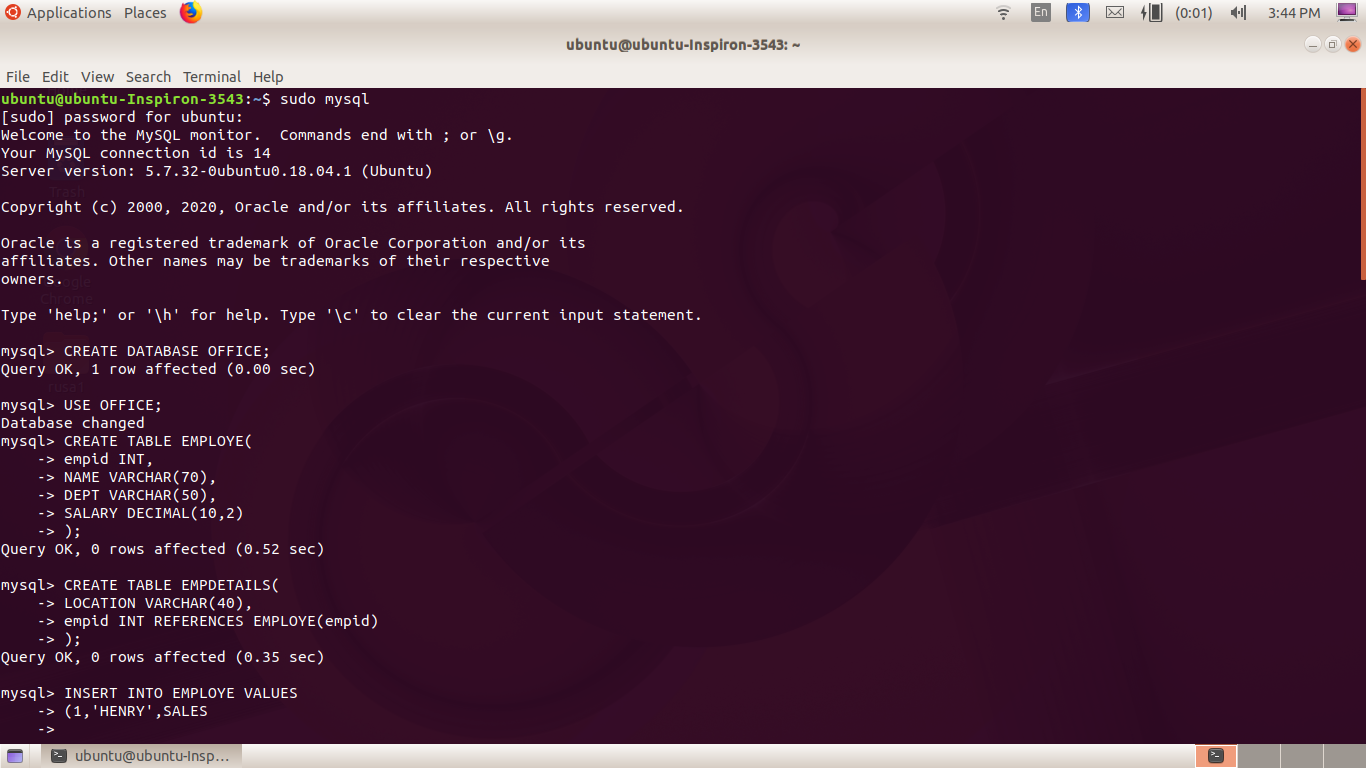 Applications Places En (0:01) 3:44 PM
ubuntu@ubuntu-Inspiron-3543: ~
File Edit View Search Terminal Help
ubuntu@ubuntu-Inspiron-3543:~$ sudo mysql
[sudo] password for ubuntu:
Welcome to the MySQL monitor.  Commands end with ; or \g.
Your MySQL connection id is 14
Server version: 5.7.32-0ubuntu0.18.04.1 (Ubuntu)
Trash
Copyright (c) 2000, 2020, Oracle and/or its affiliates. All rights reserved.
Oracle is a registered trademark of Oracle Corporation and/or its
affiliates. Other names may be trademarks of their respective
owners.
Google
Chrome
Type 'help;' or '\h' for help. Type '\c' to clear the current input statement.
mysql> CREATE DATABASE OFFICE;
Query OK, 1 row affected (0.00 sec)
mysql> USE OFFICE;
Database changed
mysql> CREATE TABLE EMPLOYE(
    -> empid INT,
    -> NAME VARCHAR(70),
    -> DEPT VARCHAR(50),
    -> SALARY DECIMAL(10,2)
    -> );
Query OK, 0 rows affected (0.52 sec)
mysql> CREATE TABLE EMPDETAILS(
    -> LOCATION VARCHAR(40),
    -> empid INT REFERENCES EMPLOYE(empid)
    -> );
Query OK, 0 rows affected (0.35 sec)
mysql> INSERT INTO EMPLOYE VALUES
    -> (1,'HENRY',SALES
    ->
ubuntu@ubuntu-Insp…